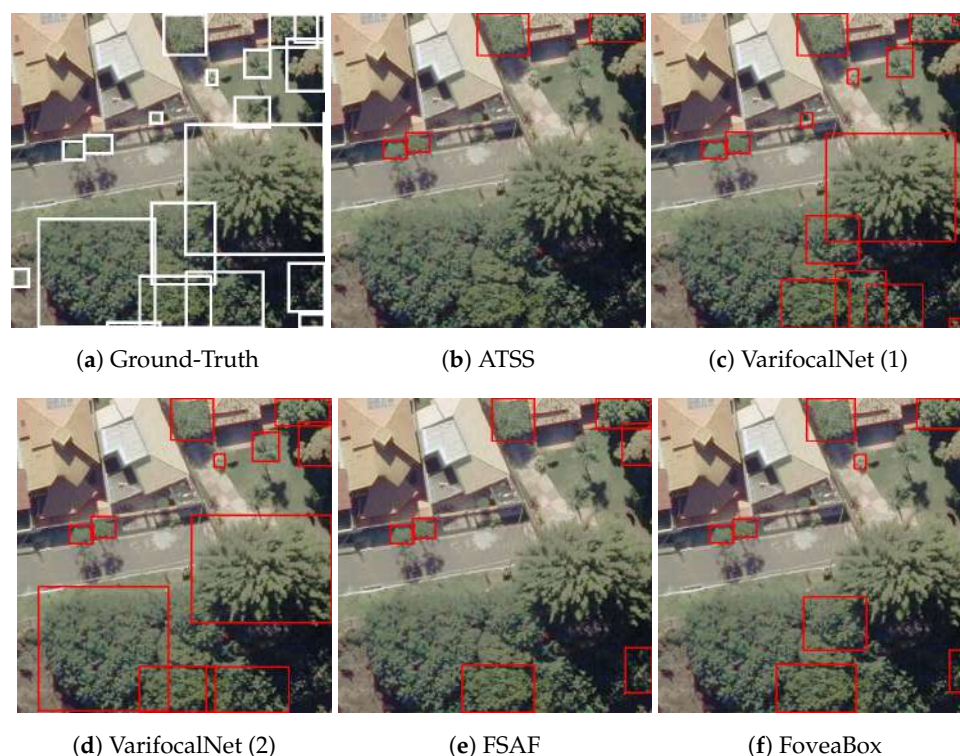 (a) Ground-Truth
(b) ATSS
(c) VarifocalNet (1)
(d) VarifocalNet (2)
(e) FSAF
(f) FoveaBox